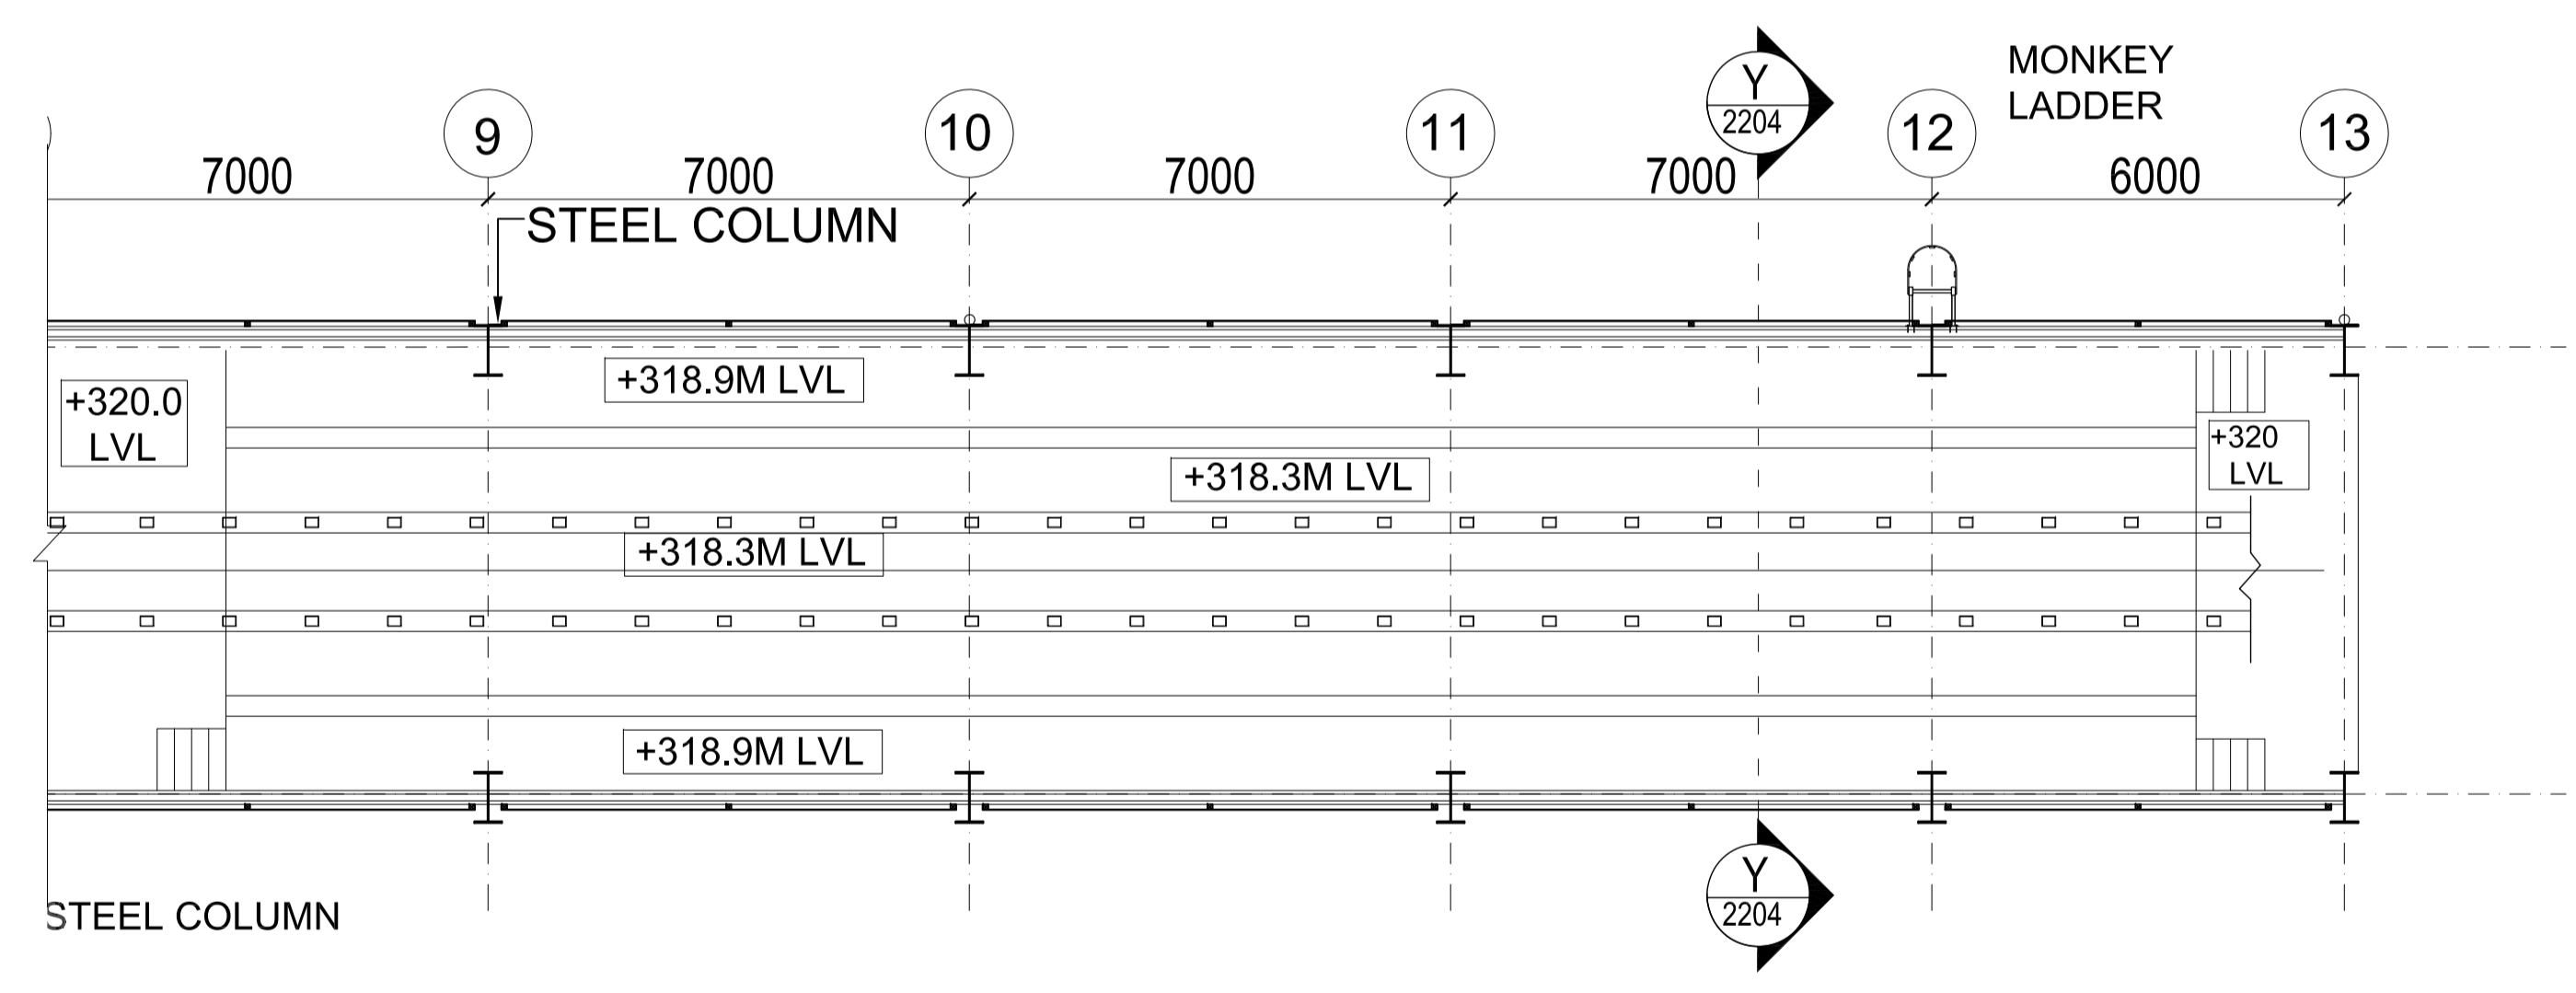 MONKEY
LADDER
Y
2204
9
10
11
12
13
7000
7000
7000
7000
6000
STEEL COLUMN
+318.9M LVL
+320.0
LVL
+320
LVL
+318.3M LVL
+318.3M LVL
+318.9M LVL
Y
2204
STEEL COLUMN